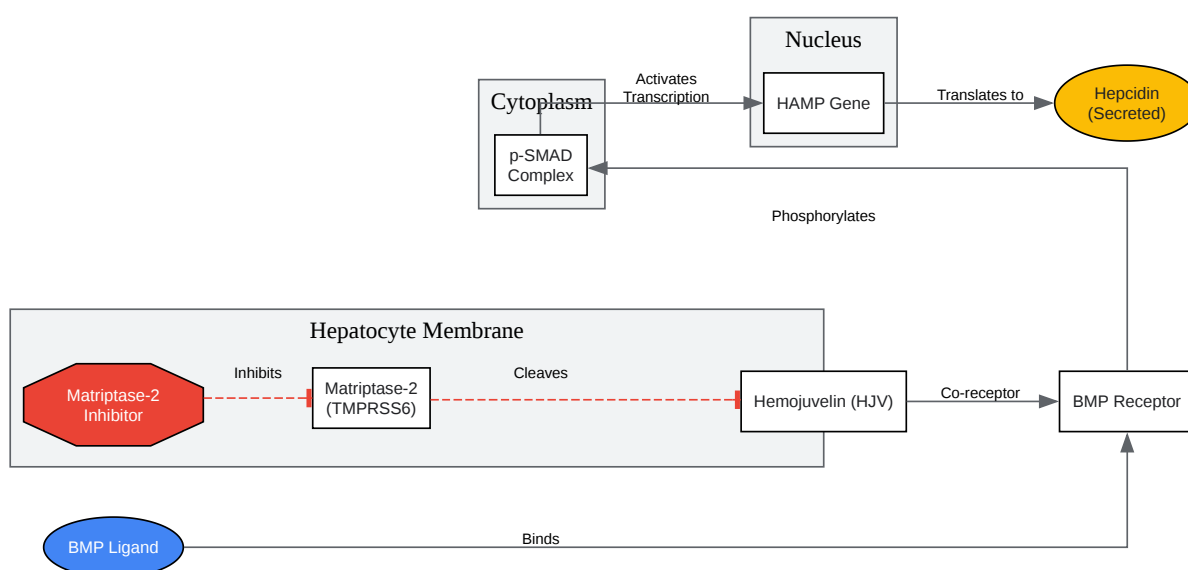 Nucleus
Activates
Transcription
Cytoplasm
HAMP Gene
Translates to
Hepcidin
(Secreted)
p-SMAD
Complex
Phosphorylates
Hepatocyte Membrane
Matriptase-2
Inhibitor
Inhibits
Matriptase-2
(TMPRSS6)
Cleaves
Hemojuvelin (HJV)
Co-receptor
BMP Receptor
BMP Ligand
Binds